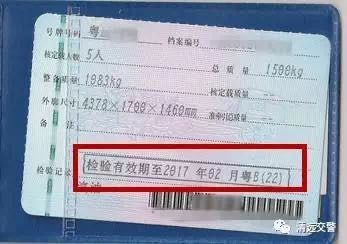 号牌号码 粤 档案编号
核定载人数 5人 总质量 1500kg
整备质量 1083kg 核定载质量 --
外廓尺寸 4378×1700×1460mm 准牵引总质量 --
备注
检验记录 检验有效期至2017 年02 月粤B(22)
清远交警